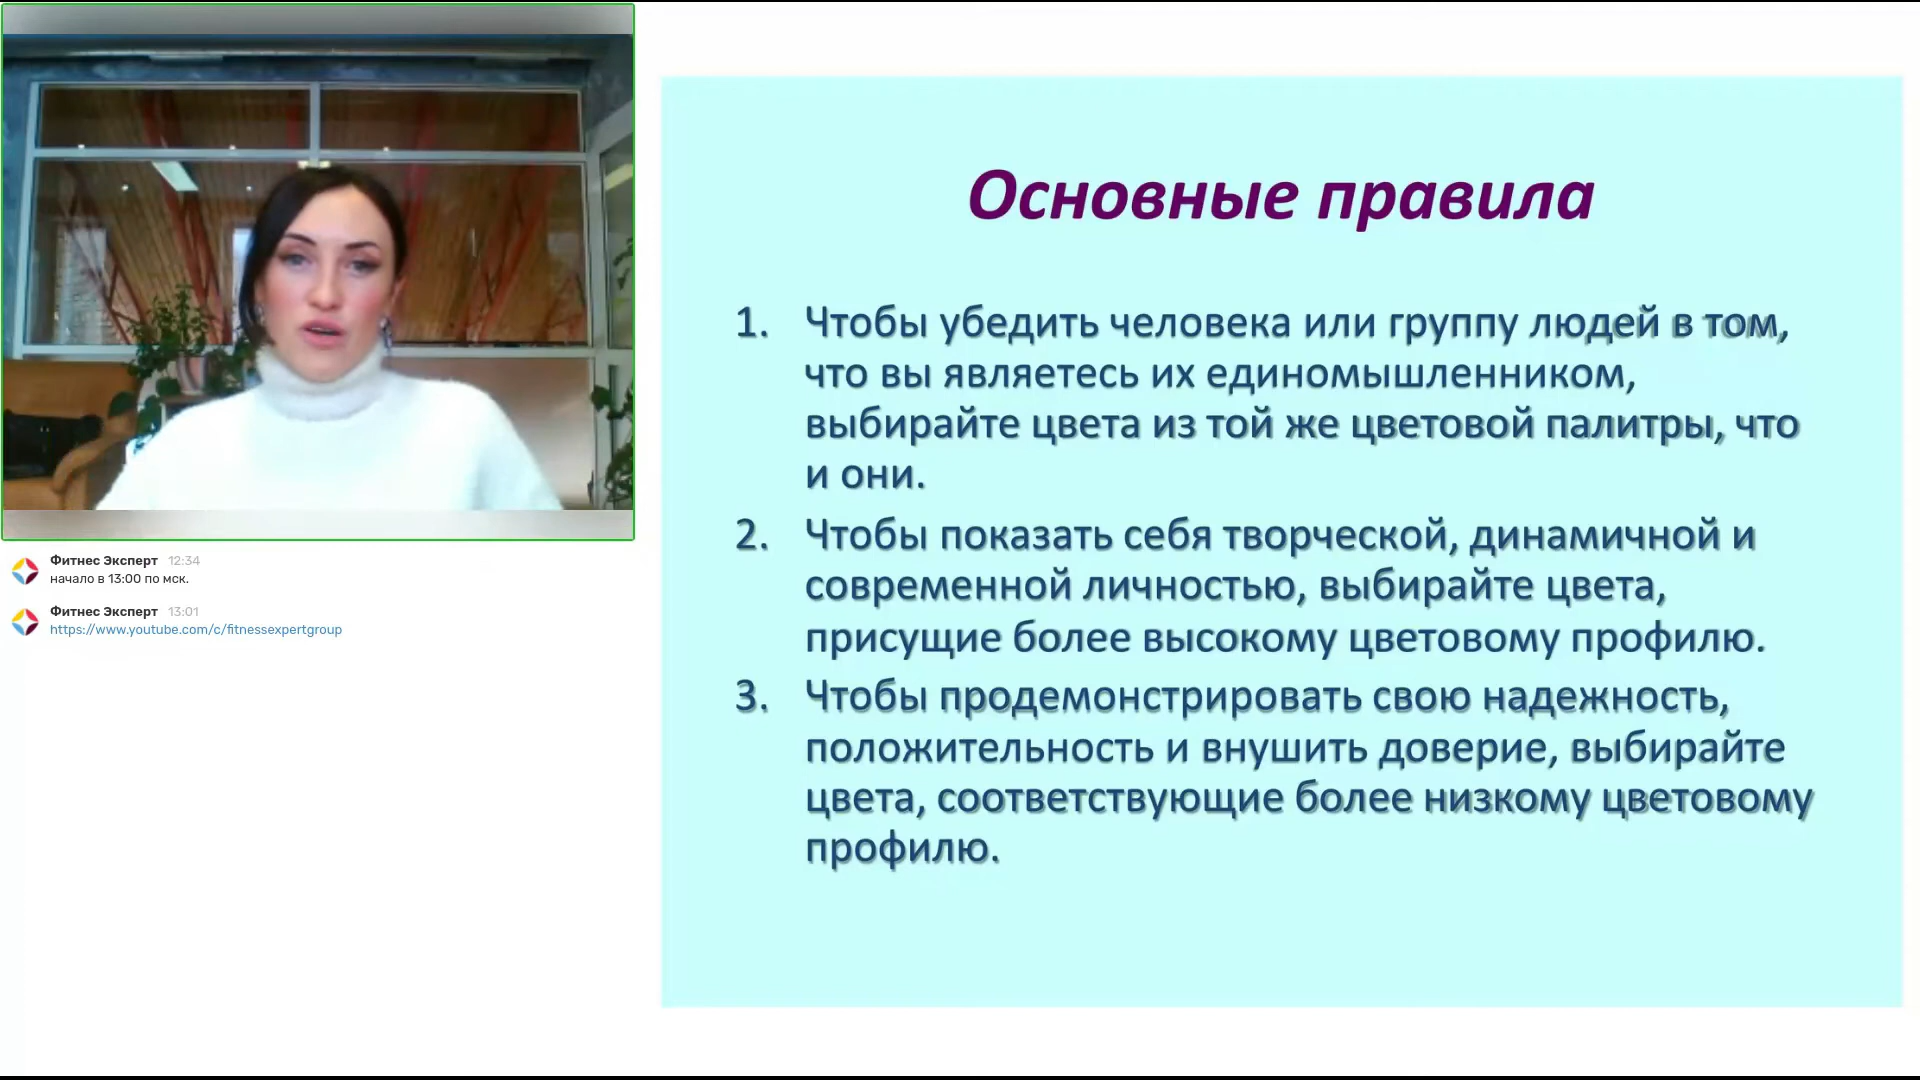 Фитнес Эксперт 12:34
начало в 13:00 по мск.
Фитнес Эксперт 13:01
https://www.youtube.com/c/fitnessexpertgroup
Основные правила
1. Чтобы убедить человека или группу людей в том,
что вы являетесь их единомышленником,
выбирайте цвета из той же цветовой палитры, что
и они.
2. Чтобы показать себя творческой, динамичной и
современной личностью, выбирайте цвета,
присущие более высокому цветовому профилю.
3. Чтобы продемонстрировать свою надежность,
положительность и внушить доверие, выбирайте
цвета, соответствующие более низкому цветовому
профилю.